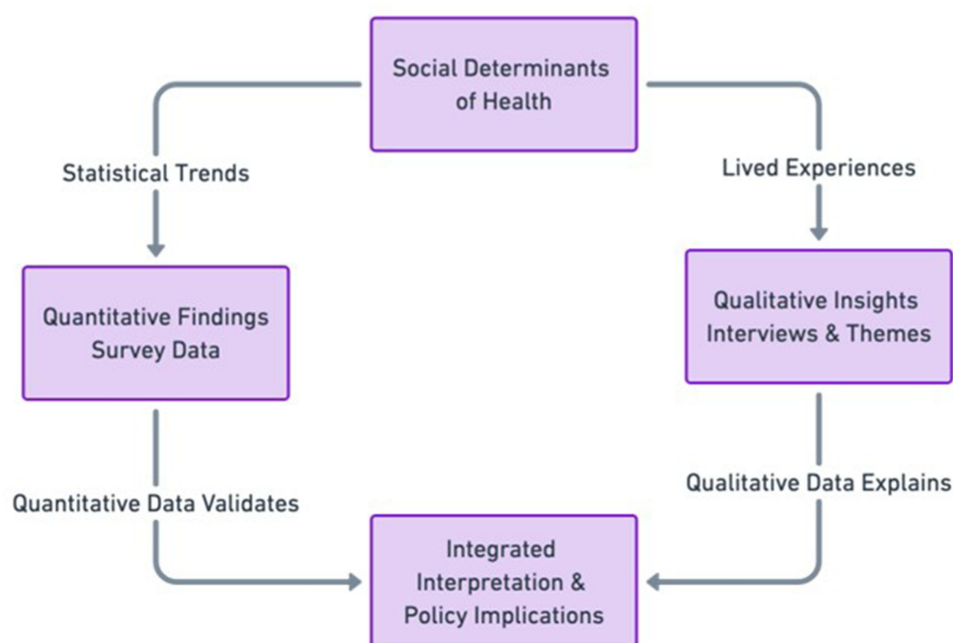 Social Determinants
of Health
Statistical Trends
Lived Experiences
Quantitative Findings
Survey Data
Qualitative Insights
Interviews & Themes
Quantitative Data Validates
Qualitative Data Explains
Integrated
Interpretation &
Policy Implications